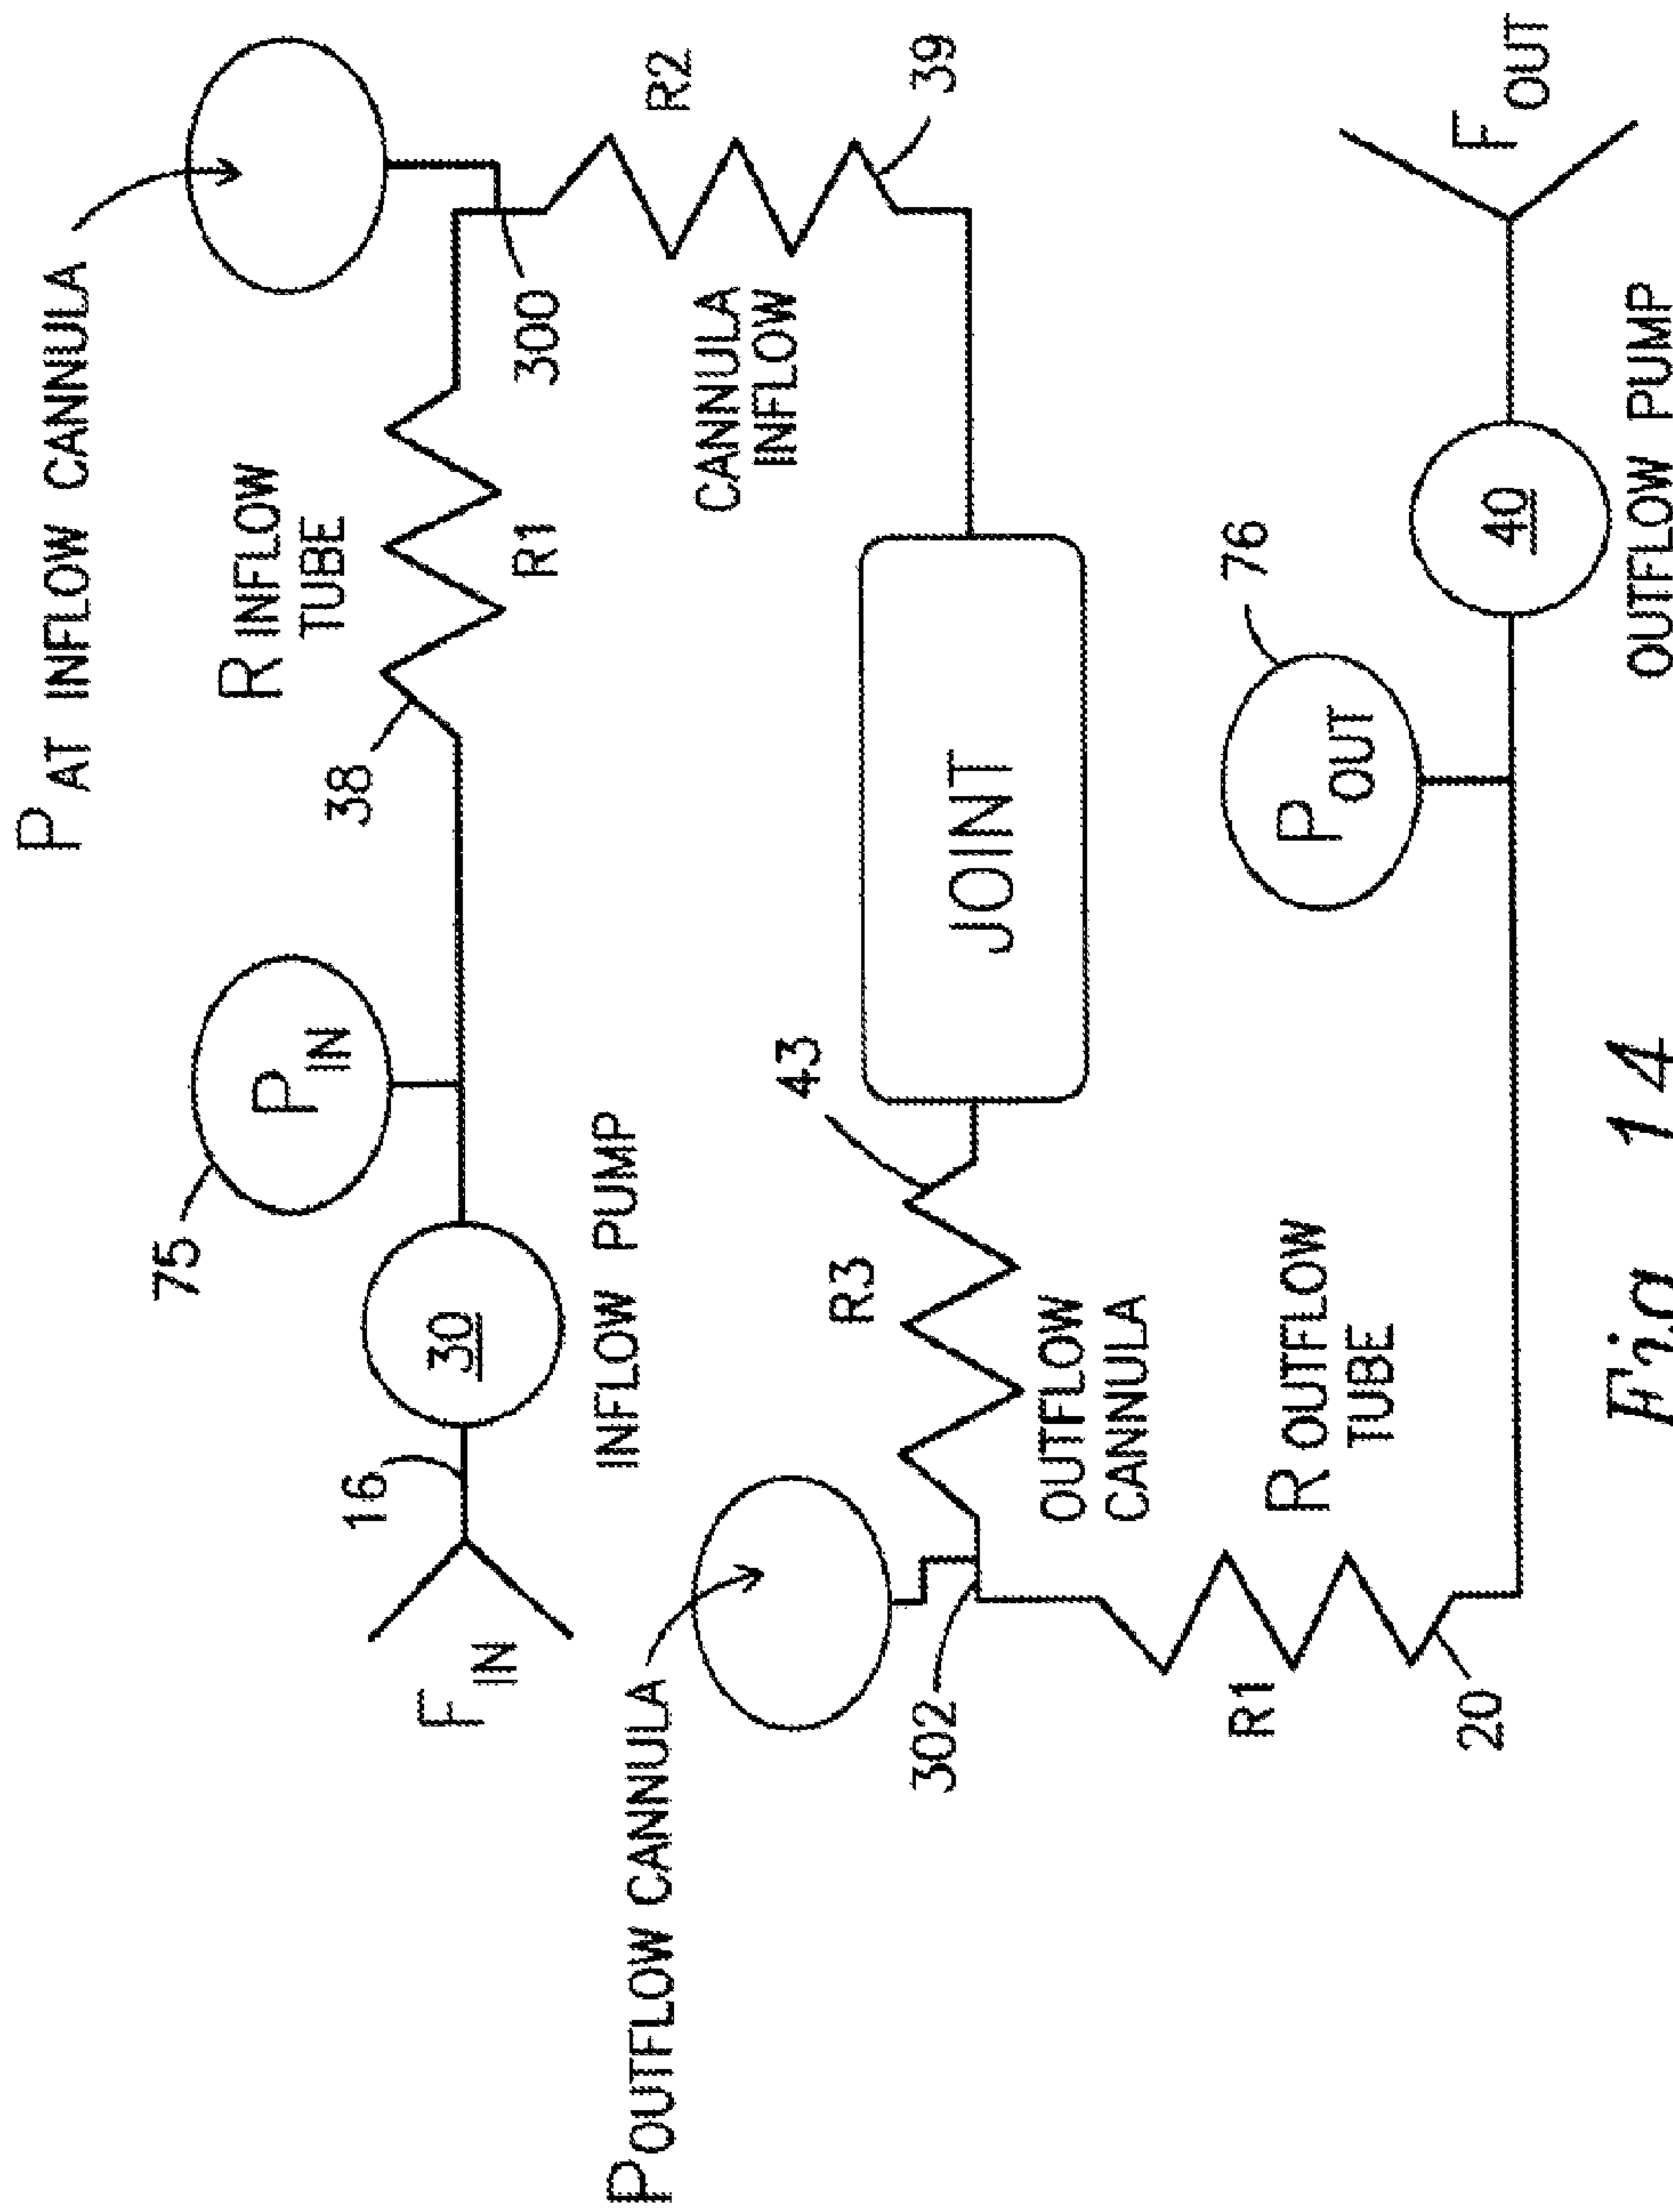 P AT INFLOW CANNULA
75
P IN
38
R INFLOW
TUBE
R1
300
R2
39
F IN
16
30
INFLOW PUMP
CANNULA
INFLOW
P OUTFLOW CANNULA
302
R3
43
OUTFLOW
CANNULA
JOINT
R1
20
R OUTFLOW
TUBE
76
P OUT
40
OUTFLOW PUMP
F OUT
Fig. 14